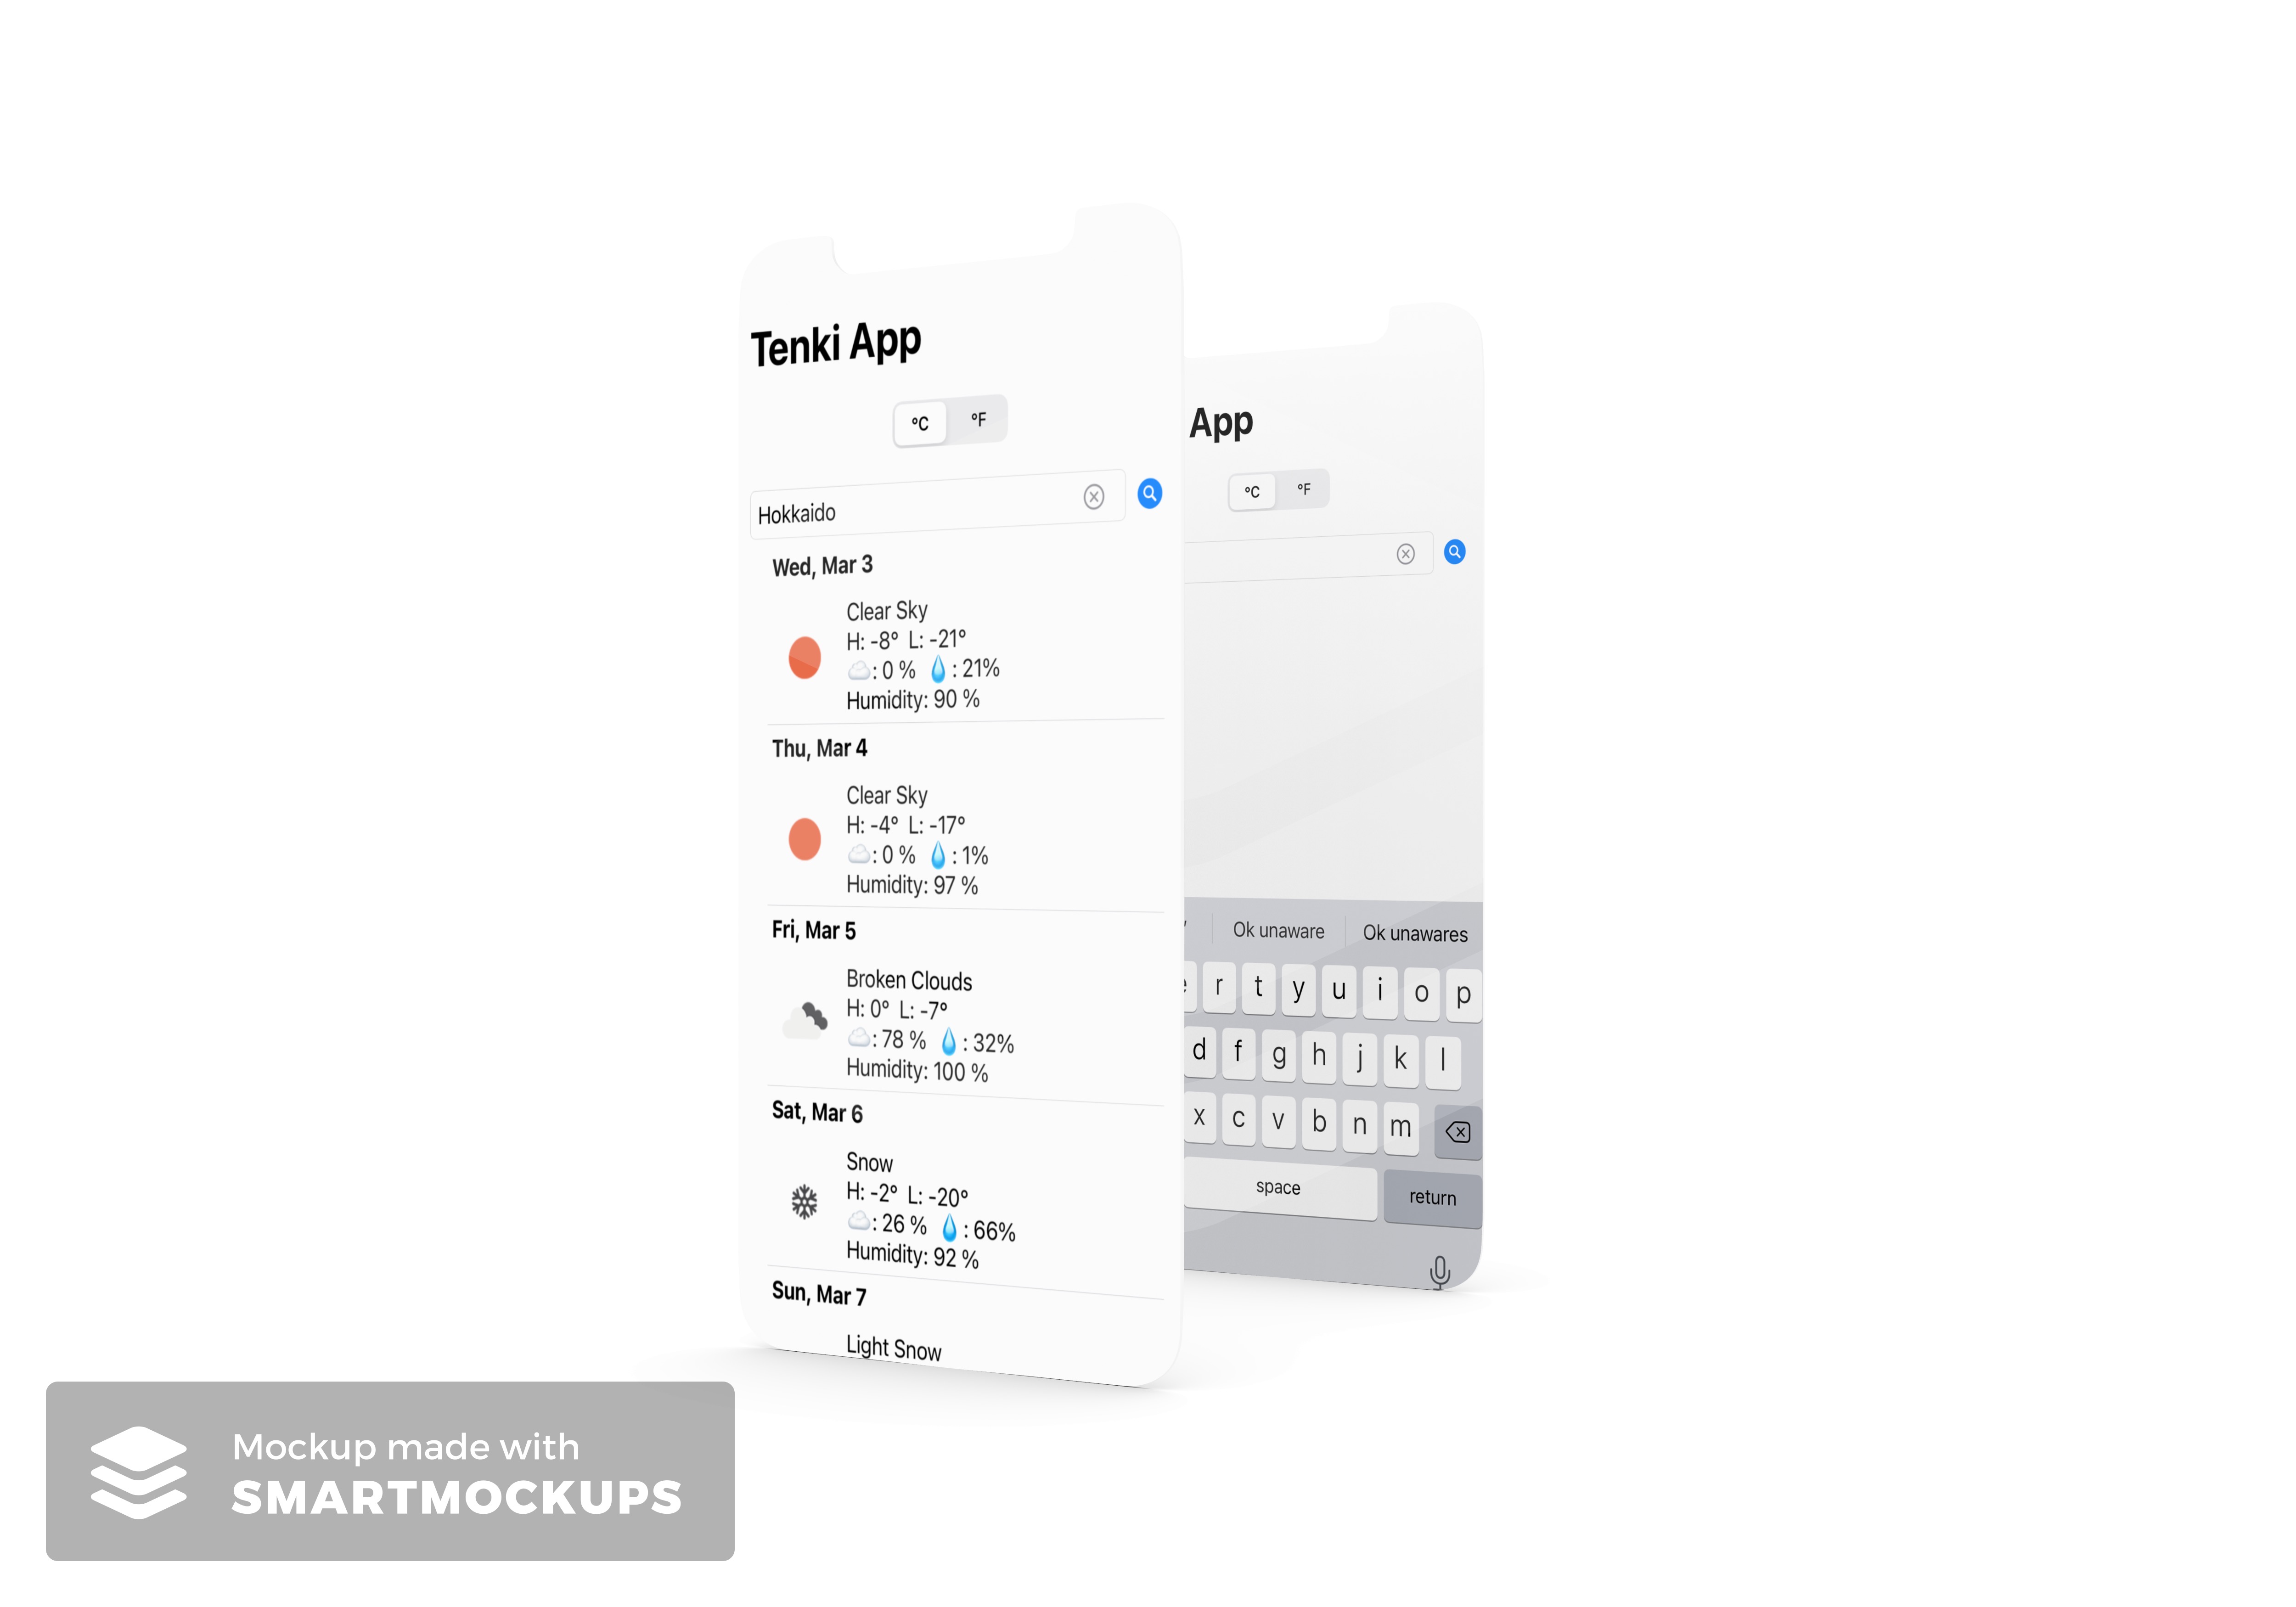 Tenki App
°C °F
Hokkaido
Wed, Mar 3
Clear Sky
H: -8° L: -21°
☁️: 0 % 💧: 21%
Humidity: 90 %
Thu, Mar 4
Clear Sky
H: -4° L: -17°
☁️: 0 % 💧: 1%
Humidity: 97 %
Fri, Mar 5
Broken Clouds
H: 0° L: -7°
☁️: 78 % 💧: 32%
Humidity: 100 %
Sat, Mar 6
Snow
H: -2° L: -20°
☁️: 26 % 💧: 66%
Humidity: 92 %
Sun, Mar 7
Light Snow
App
°C °F
Ok unaware Ok unawares
r t y u i o p
d f g h j k l
x c v b n m
space return
Mockup made with
SMARTMOCKUPS